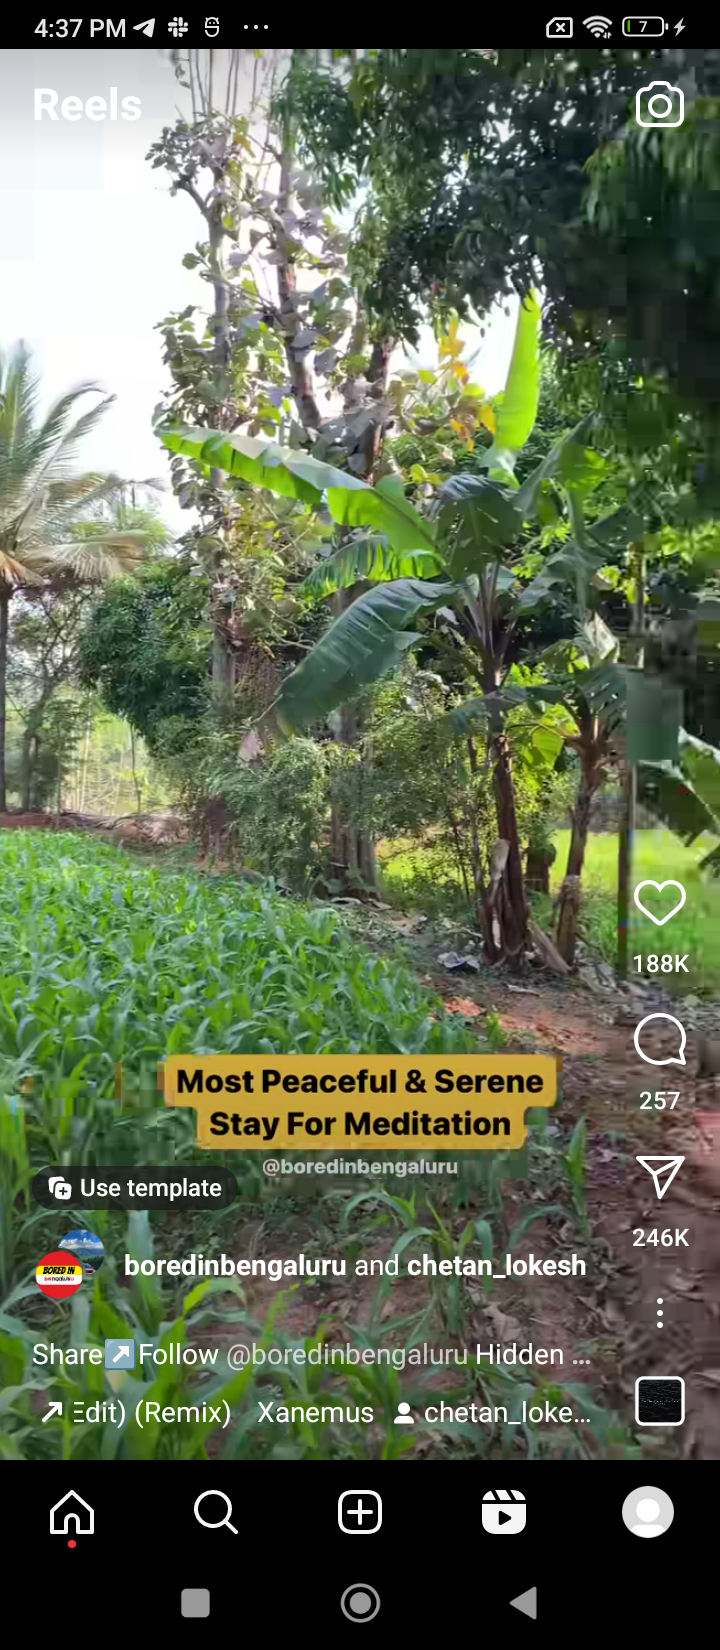 4:37 PM
7
Reels
188K
257
246K
Most Peaceful & Serene
Stay For Meditation
@boredinbengaluru
Use template
BORED IN
bengaluru
boredinbengaluru and chetan_lokesh
Share↗Follow @boredinbengaluru Hidden ...
Edit) (Remix) Xanemus chetan_loke...